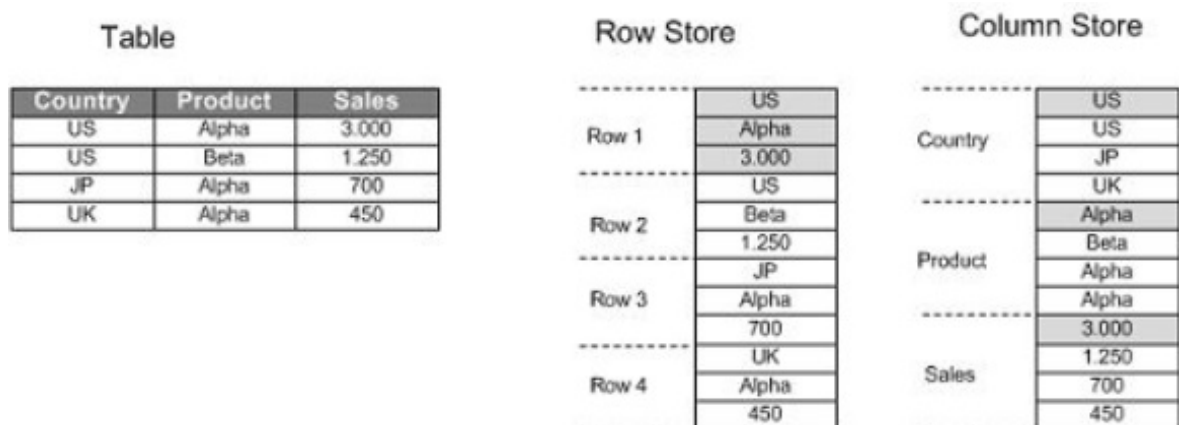 Table
Country Product Sales
US Alpha 3.000
US Beta 1.250
JP Alpha 700
UK Alpha 450
Row Store
Row 1
US
Alpha
3.000
Row 2
US
Beta
1.250
Row 3
JP
Alpha
700
Row 4
UK
Alpha
450
Column Store
Country
US
US
JP
UK
Product
Alpha
Beta
Alpha
Alpha
Sales
3.000
1.250
700
450